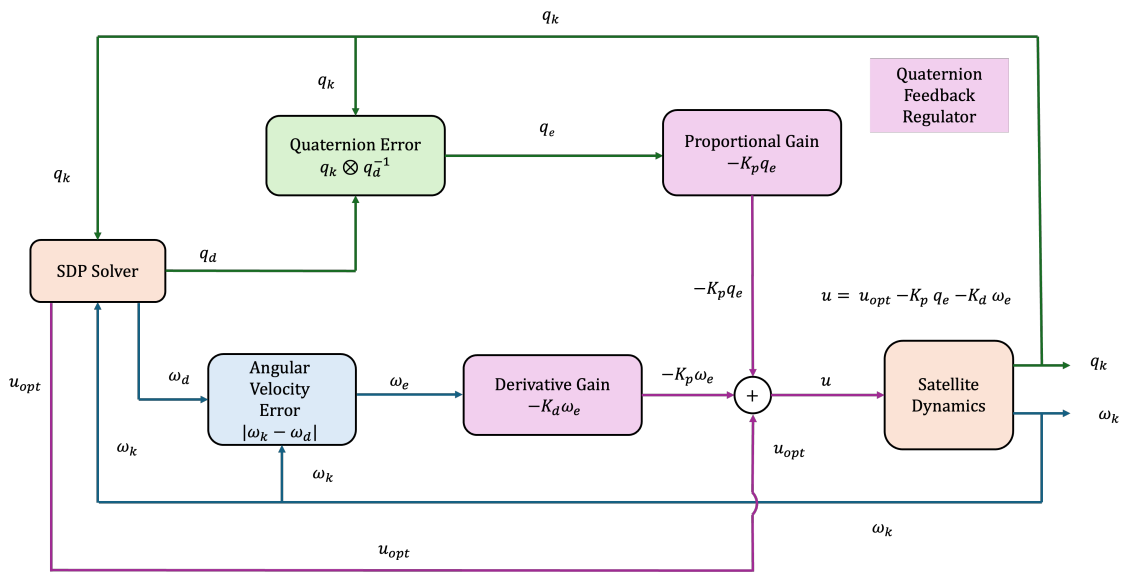 q_k
Quaternion
Feedback
Regulator
q_k
Quaternion Error
q_k ⊗ q_d^{-1}
q_e
Proportional Gain
−K_p q_e
q_k
SDP Solver
q_d
−K_p q_e
u = u_opt −K_p q_e −K_d ω_e
u_opt
ω_d
Angular
Velocity
Error
|ω_k − ω_d|
ω_e
Derivative Gain
−K_d ω_e
−K_p ω_e
+
u
Satellite
Dynamics
q_k
ω_k
ω_k
ω_k
u_opt
ω_k
u_opt